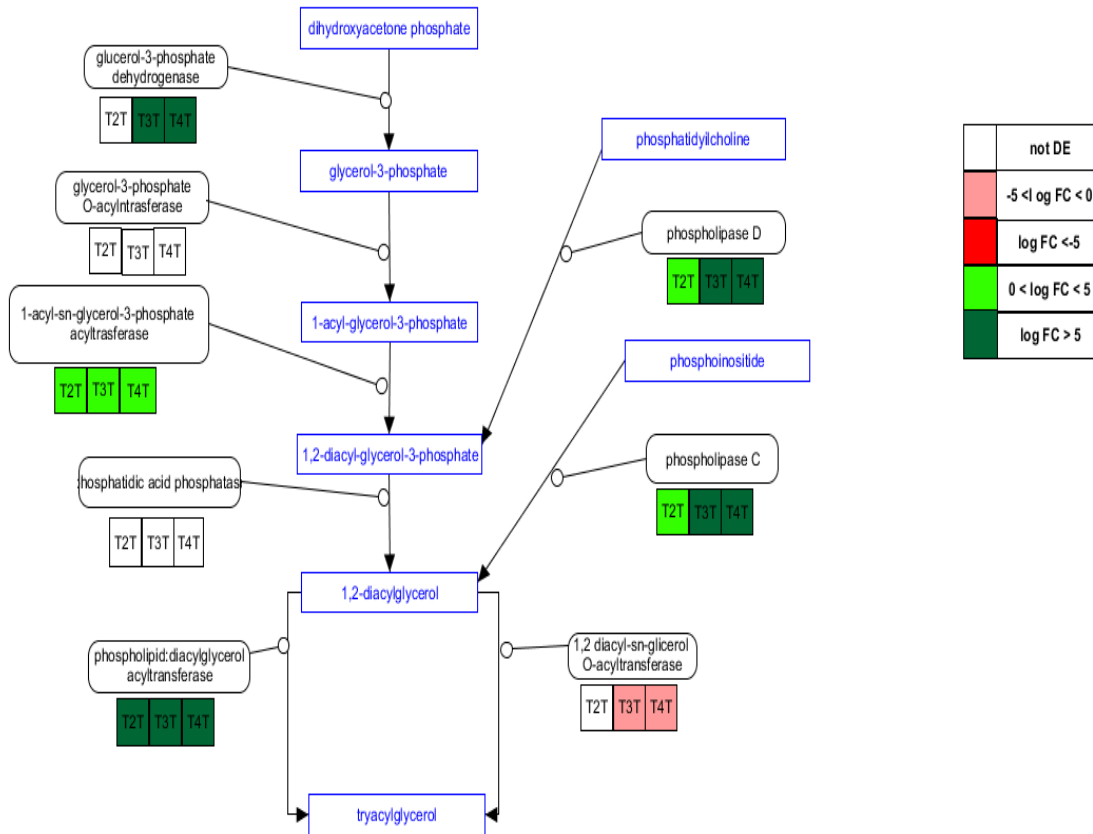 dihydroxyacetone phosphate
glucerol-3-phosphate
dehydrogenase
T2T T3T T4T
phosphatidyilcholine
glycerol-3-phosphate
glycerol-3-phosphate
O-acylntrasferase
T2T T3T T4T
phospholipase D
T2T T3T T4T
1-acyl-sn-glycerol-3-phosphate
acyltrasferase
T2T T3T T4T
1-acyl-glycerol-3-phosphate
phosphoinositide
1,2-diacyl-glycerol-3-phosphate
phospholipase C
T2T T3T T4T
hosphatidic acid phosphatas
T2T T3T T4T
1,2-diacylglycerol
phospholipid:diacylglycerol
acyltransferase
T2T T3T T4T
1,2 diacyl-sn-glicerol
O-acyltransferase
T2T T3T T4T
tryacylglycerol
not DE
-5 <l og FC < 0
log FC <-5
0 < log FC < 5
log FC > 5